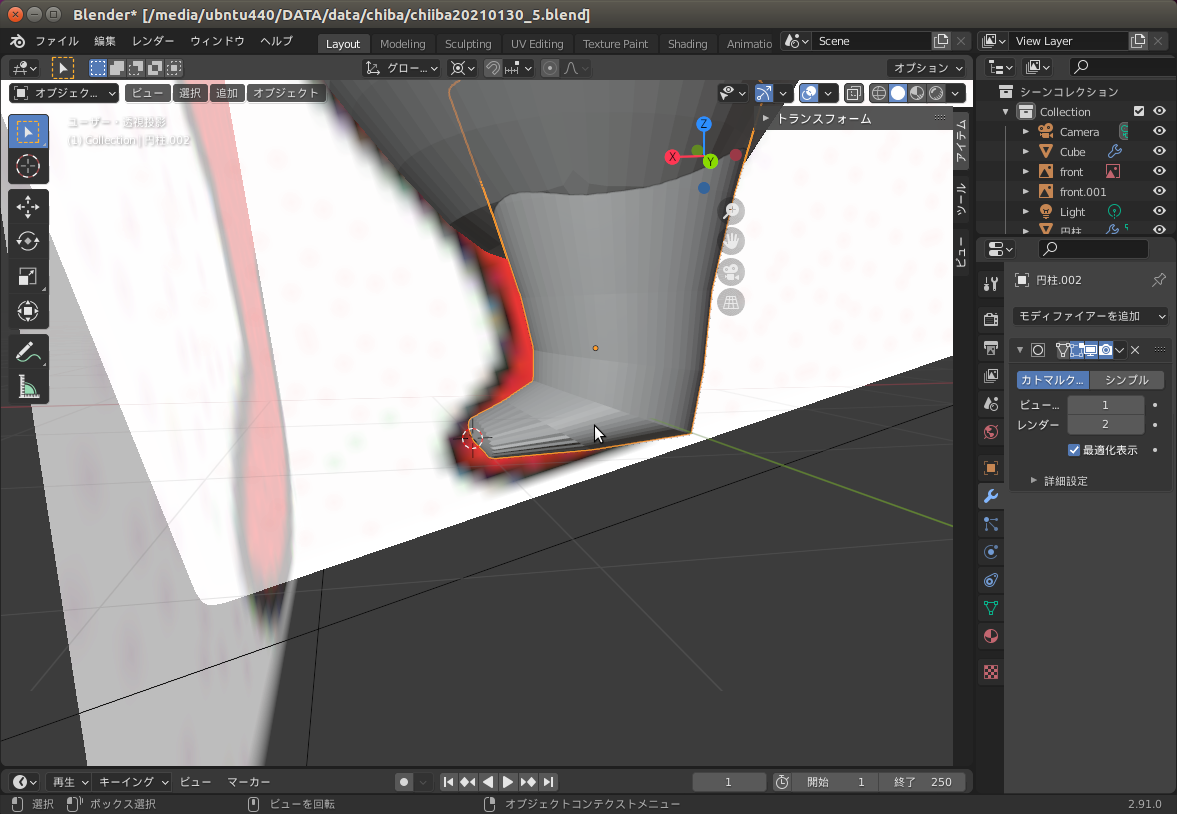 Blender* [/media/ubntu440/DATA/data/chiba/chiiba20210130_5.blend]
ファイル 編集 レンダー ウィンドウ ヘルプ Layout Modeling Sculpting UV Editing Texture Paint Shading Animatio Scene View Layer
グロー... オプション
オブジェク... ビュー 選択 追加 オブジェクト
シーンコレクション
Collection
Camera
Cube
front
front.001
Light
円柱
ユーザー・透視投影
(1) Collection | 円柱.002
トランスフォーム
アイテム
ツール
ビュー
Z
X
Y
円柱.002
モディファイアーを追加
カトマルク... シンプル
ビュー... 1
レンダー 2
最適化表示
詳細設定
再生 キーイング ビュー マーカー 1 開始 1 終了 250
選択 ボックス選択 ビューを回転 オブジェクトコンテクストメニュー 2.91.0